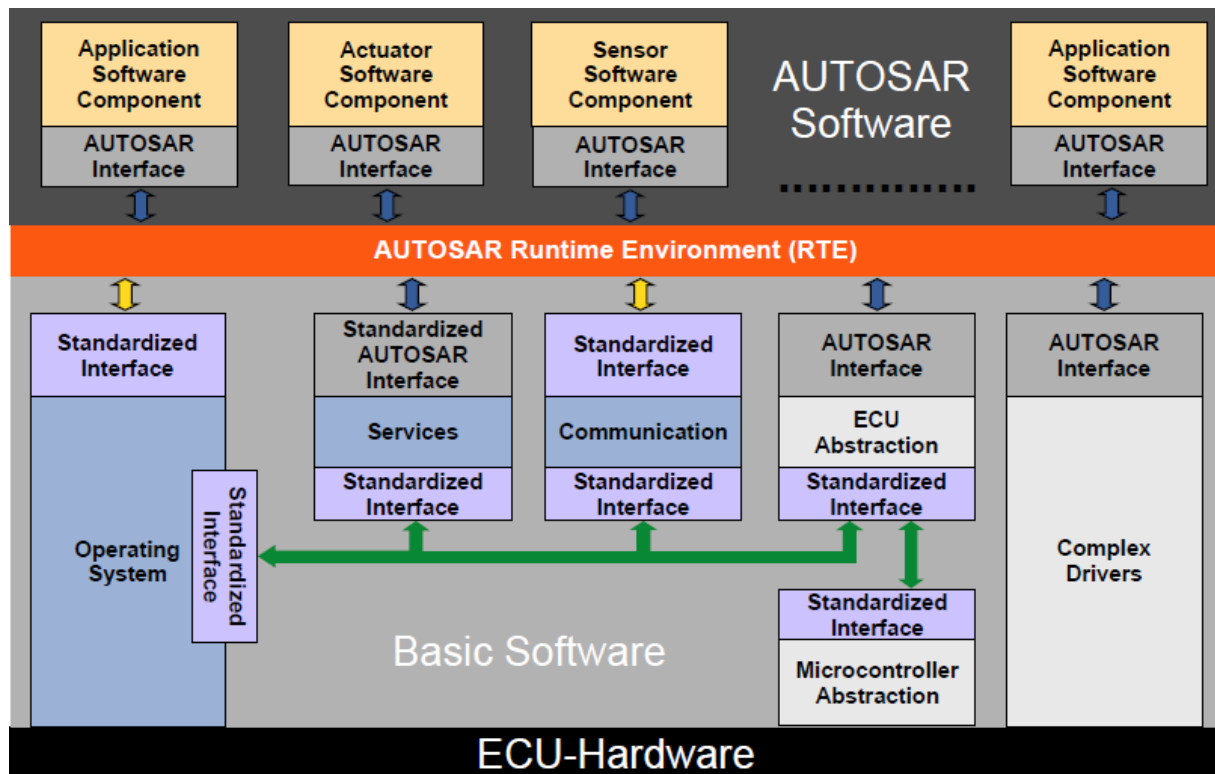 Application
Software
Component
AUTOSAR
Interface
Actuator
Software
Component
AUTOSAR
Interface
Sensor
Software
Component
AUTOSAR
Interface
AUTOSAR
Software
..............
Application
Software
Component
AUTOSAR
Interface
AUTOSAR Runtime Environment (RTE)
Standardized
Interface
Operating
System
Standardized
Interface
Standardized
AUTOSAR
Interface
Services
Standardized
Interface
Standardized
Interface
Communication
Standardized
Interface
AUTOSAR
Interface
ECU
Abstraction
Standardized
Interface
Standardized
Interface
Microcontroller
Abstraction
AUTOSAR
Interface
Complex
Drivers
Basic Software
ECU-Hardware